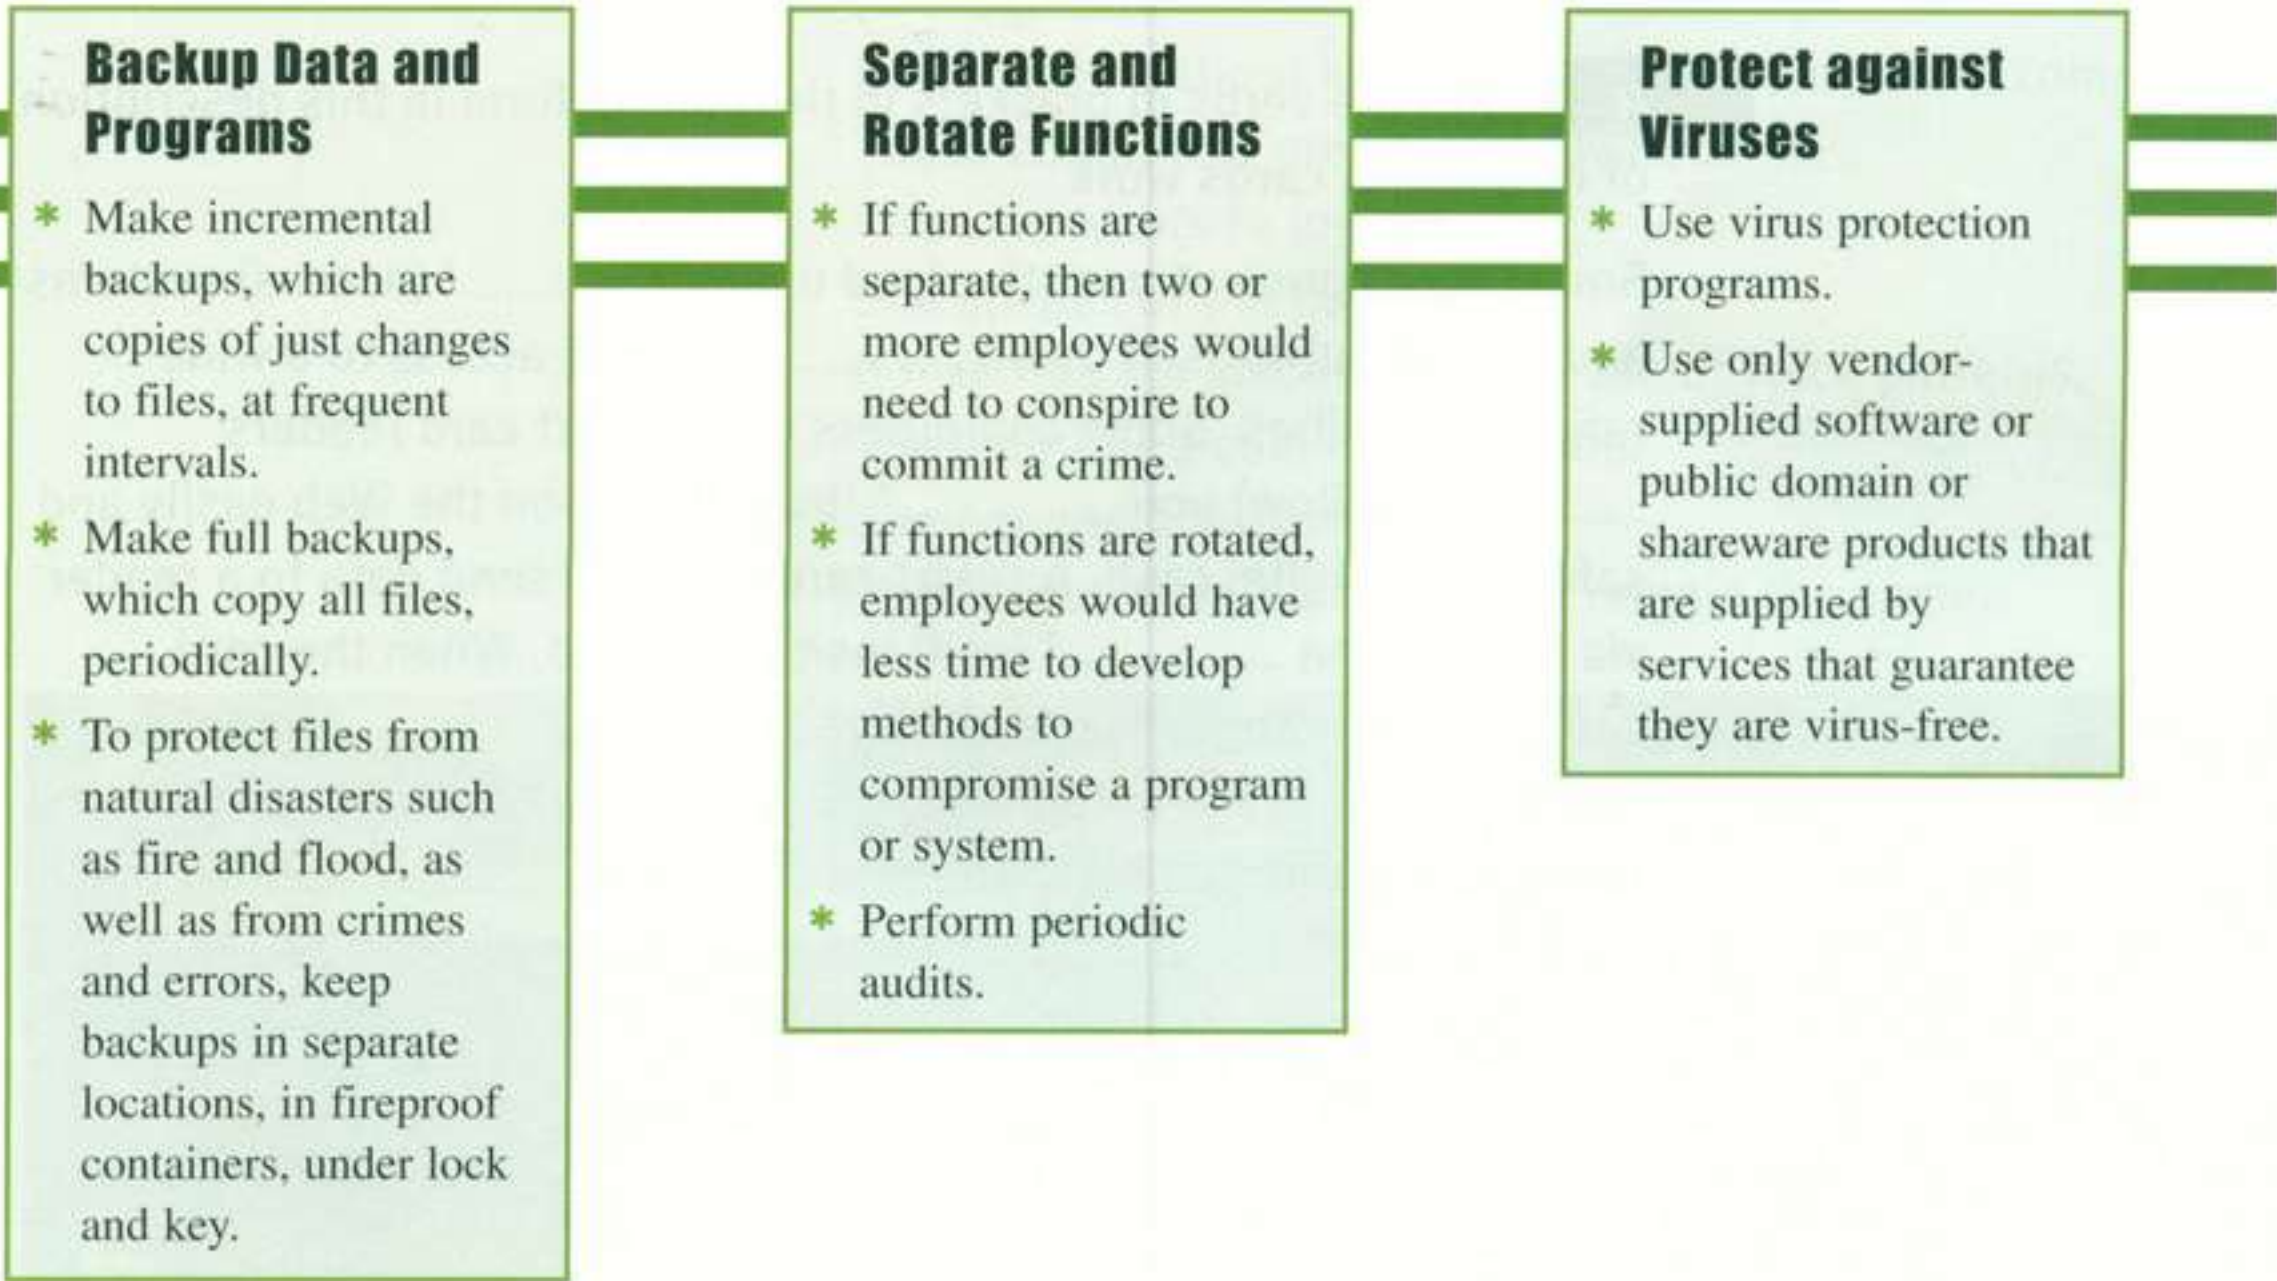 Backup Data and
Programs
* Make incremental
backups, which are
copies of just changes
to files, at frequent
intervals.
* Make full backups,
which copy all files,
periodically.
* To protect files from
natural disasters such
as fire and flood, as
well as from crimes
and errors, keep
backups in separate
locations, in fireproof
containers, under lock
and key.
Separate and
Rotate Functions
* If functions are
separate, then two or
more employees would
need to conspire to
commit a crime.
* If functions are rotated,
employees would have
less time to develop
methods to
compromise a program
or system.
* Perform periodic
audits.
Protect against
Viruses
* Use virus protection
programs.
* Use only vendor-
supplied software or
public domain or
shareware products that
are supplied by
services that guarantee
they are virus-free.